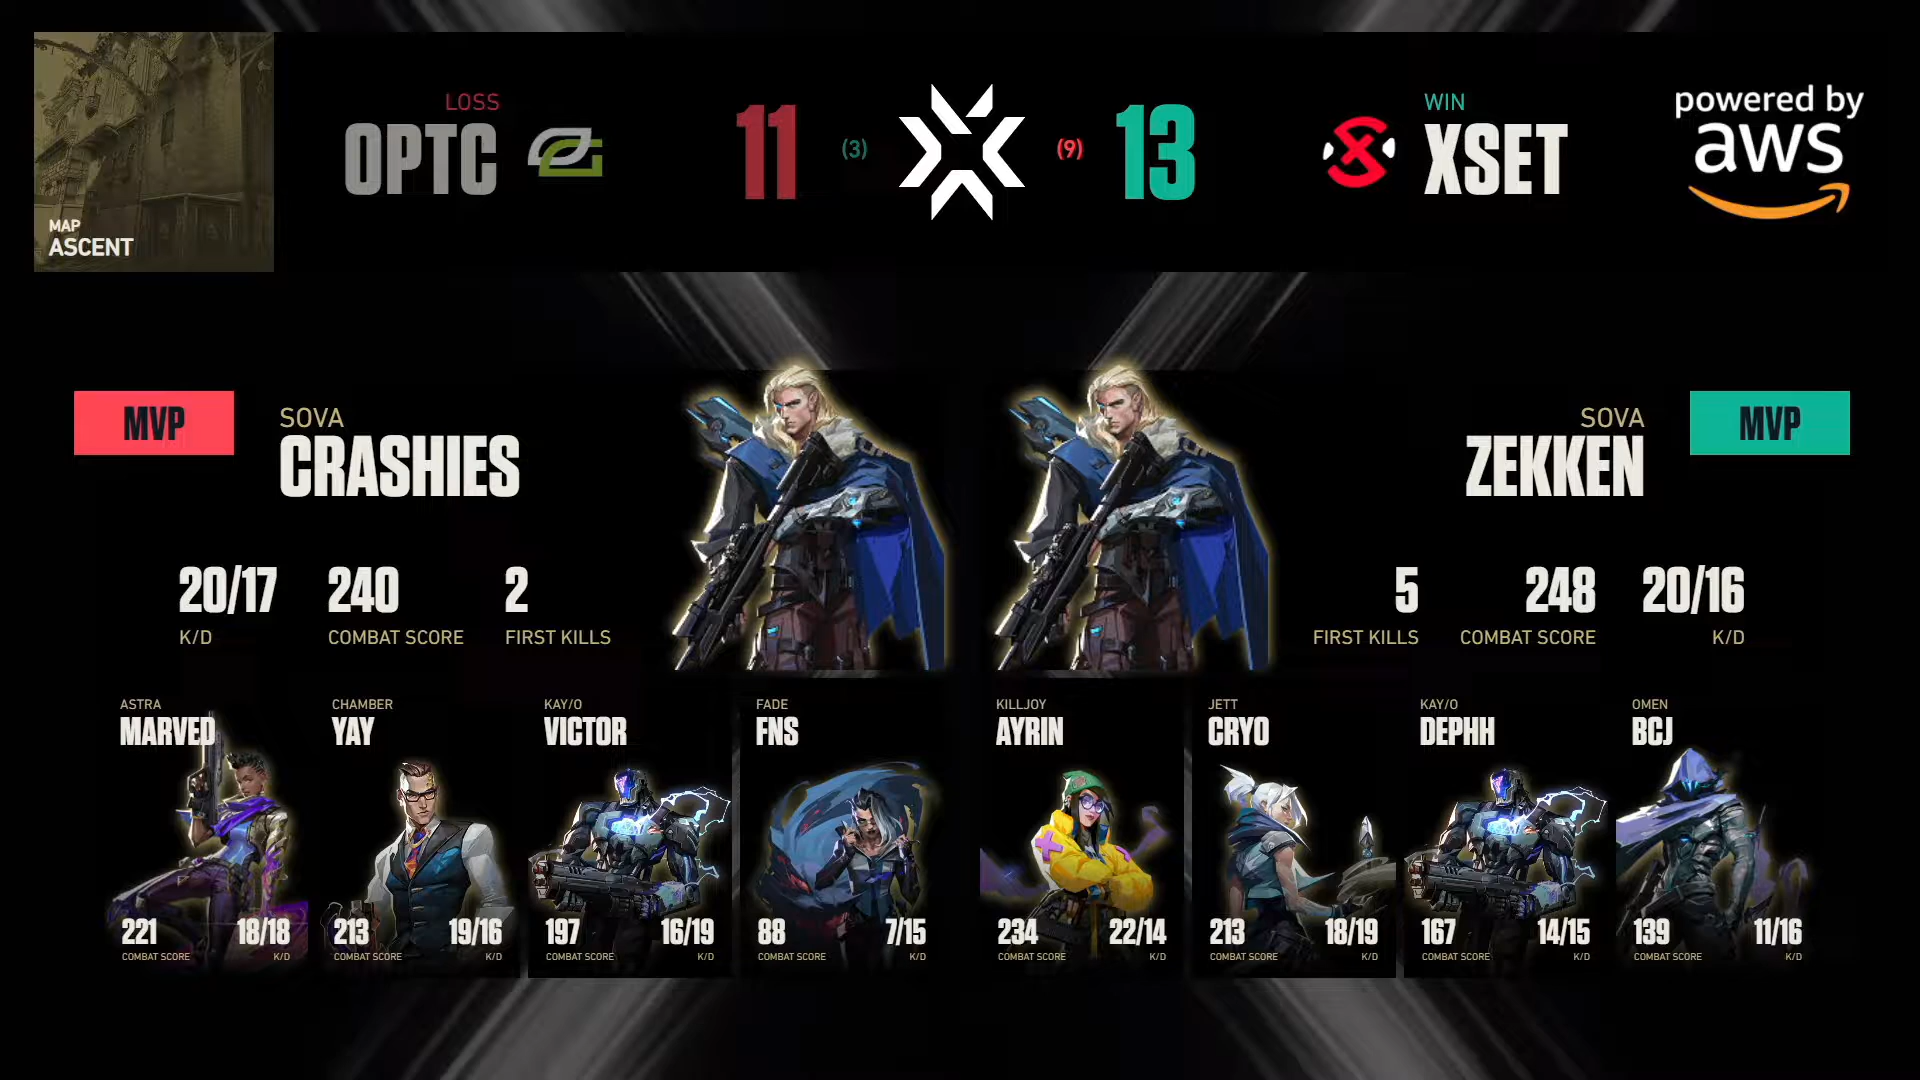 MAP
ASCENT
LOSS
OPTC
11
(3)
(9)
13
WIN
XSET
powered by
aws
MVP
SOVA
CRASHIES
20/17
K/D
240
COMBAT SCORE
2
FIRST KILLS
SOVA
ZEKKEN
MVP
5
FIRST KILLS
248
COMBAT SCORE
20/16
K/D
ASTRA
MARVED
221
COMBAT SCORE
18/18
K/D
CHAMBER
YAY
213
COMBAT SCORE
19/16
K/D
KAY/O
VICTOR
197
COMBAT SCORE
16/19
K/D
FADE
FNS
88
COMBAT SCORE
7/15
K/D
KILLJOY
AYRIN
234
COMBAT SCORE
22/14
K/D
JETT
CRYO
213
COMBAT SCORE
18/19
K/D
KAY/O
DEPHH
167
COMBAT SCORE
14/15
K/D
OMEN
BCJ
139
COMBAT SCORE
11/16
K/D